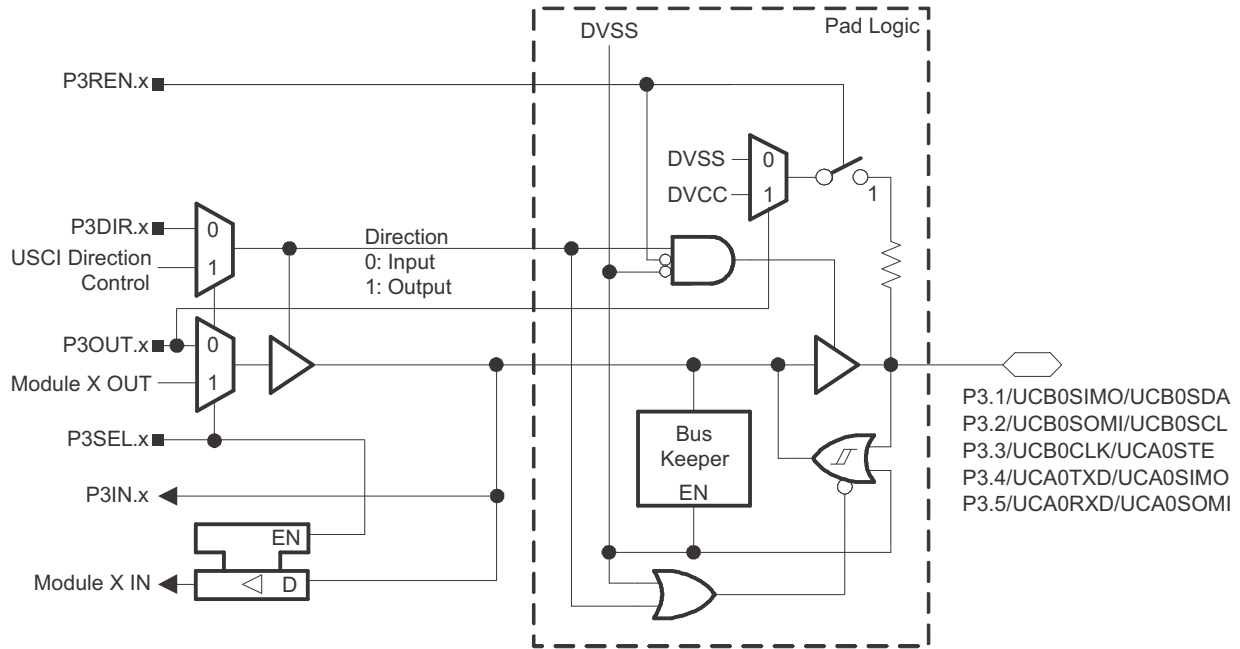 DVSS
Pad Logic
P3REN.x
DVSS
0
DVCC
1
1
P3DIR.x
0
USCI Direction
Control
1
Direction
0: Input
1: Output
P3OUT.x
0
Module X OUT
1
P3SEL.x
Bus
Keeper
EN
P3IN.x
EN
Module X IN
D
P3.1/UCB0SIMO/UCB0SDA
P3.2/UCB0SOMI/UCB0SCL
P3.3/UCB0CLK/UCA0STE
P3.4/UCA0TXD/UCA0SIMO
P3.5/UCA0RXD/UCA0SOMI